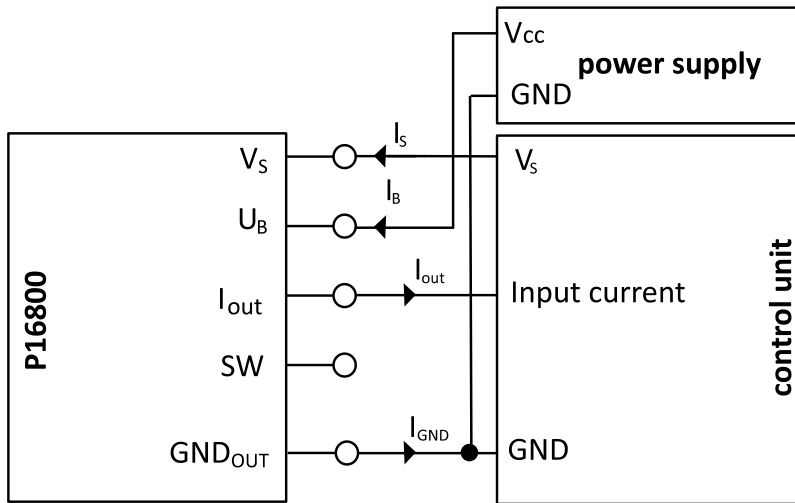 Vcc
power supply
GND
P16800
VS
UB
Iout
SW
GNDOUT
IS
IB
Iout
IGND
VS
Input current
GND
control unit